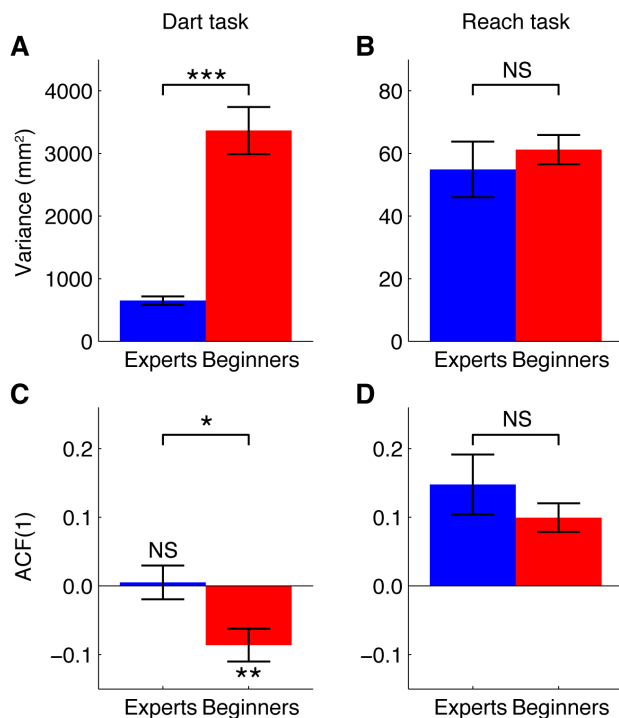 Dart task
Reach task
A
B
***
NS
Variance (mm²)
4000
3000
2000
1000
0
80
60
40
20
0
Experts Beginners
Experts Beginners
C
D
*
NS
ACF(1)
0.2
0.1
0.0
−0.1
NS
**
0.2
0.1
0.0
−0.1
Experts Beginners
Experts Beginners